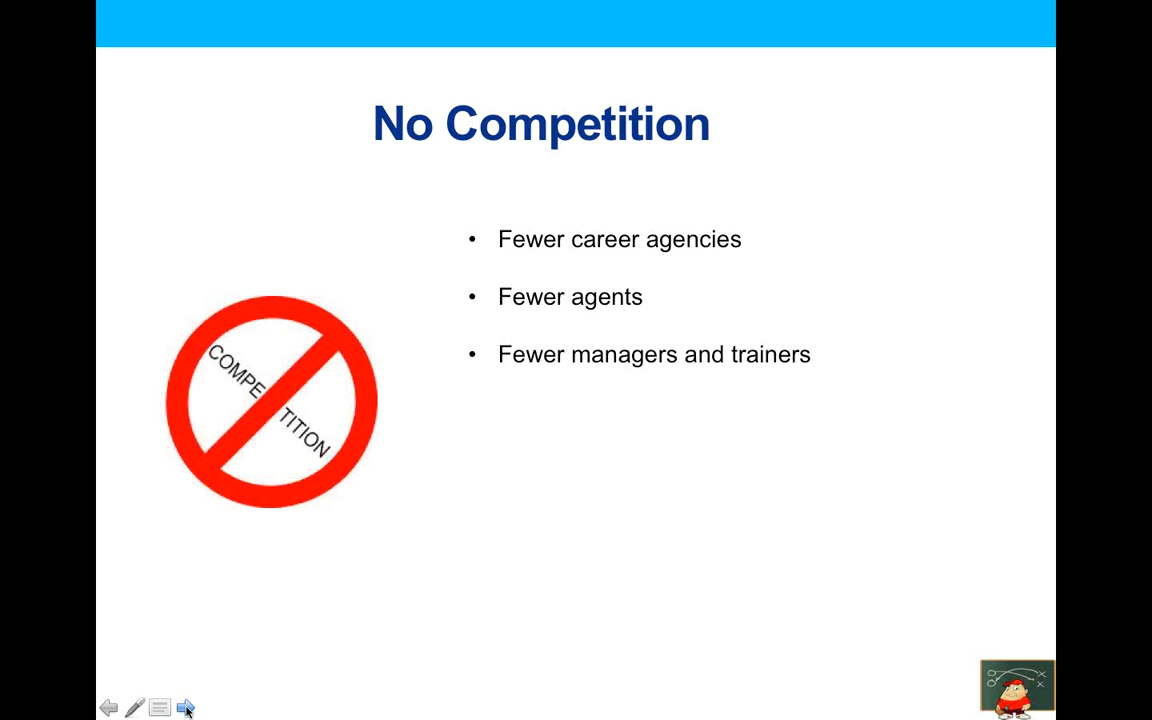 No Competition
• Fewer career agencies
• Fewer agents
• Fewer managers and trainers
COMPE TITION